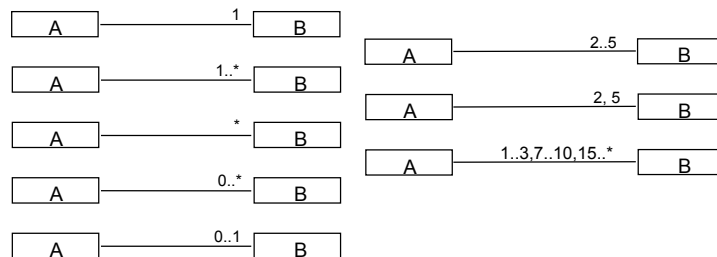 A 1 B
A 1..* B
A * B
A 0..* B
A 0..1 B
A 2..5 B
A 2, 5 B
A 1..3,7..10,15..* B